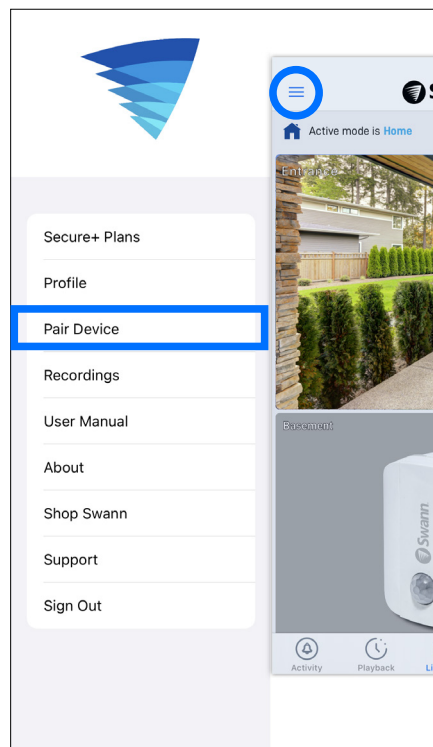 Secure+ Plans
Profile
Pair Device
Recordings
User Manual
About
Shop Swann
Support
Sign Out
S
Active mode is Home
Entrance
Basement
Swann
Activity
Playback
Li